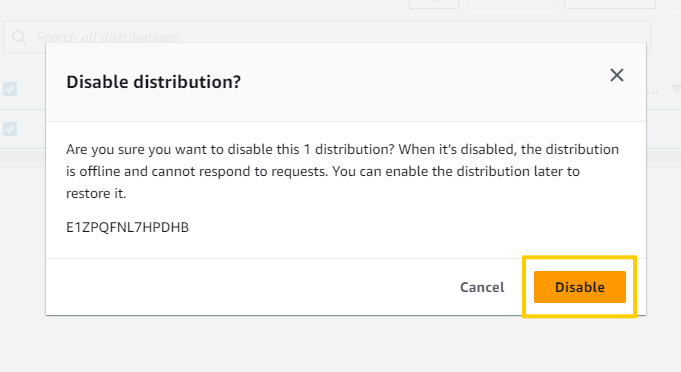 Search all distributions
Disable distribution?
Are you sure you want to disable this 1 distribution? When it's disabled, the distribution
is offline and cannot respond to requests. You can enable the distribution later to
restore it.
E1ZPQFNL7HPDHB
Cancel
Disable